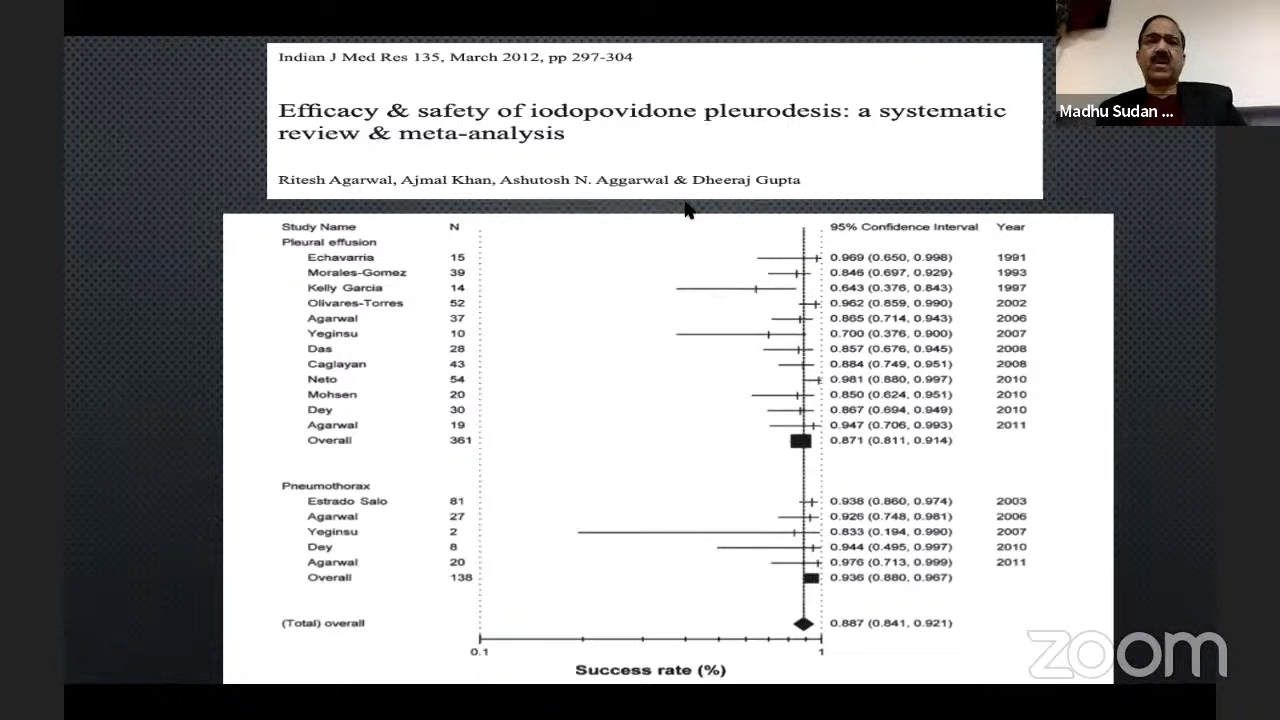 Indian J Med Res 135, March 2012, pp 297-304
Efficacy & safety of iodopovidone pleurodesis: a systematic
review & meta-analysis
Ritesh Agarwal, Ajmal Khan, Ashutosh N. Aggarwal & Dheeraj Gupta
Madhu Sudan ...
Study Name N 95% Confidence Interval Year
Pleural effusion
Echavarria 15 0.969 (0.650, 0.998) 1991
Morales-Gomez 39 0.846 (0.697, 0.929) 1993
Kelly Garcia 14 0.643 (0.376, 0.843) 1997
Olivares-Torres 52 0.962 (0.859, 0.990) 2002
Agarwal 37 0.865 (0.714, 0.943) 2006
Yeginsu 10 0.700 (0.376, 0.900) 2007
Das 28 0.857 (0.676, 0.945) 2008
Caglayan 43 0.884 (0.749, 0.951) 2008
Neto 54 0.981 (0.880, 0.997) 2010
Mohsen 20 0.850 (0.624, 0.951) 2010
Dey 30 0.867 (0.694, 0.949) 2010
Agarwal 19 0.947 (0.706, 0.993) 2011
Overall 361 0.871 (0.811, 0.914)
Pneumothorax
Estrado Salo 81 0.938 (0.860, 0.974) 2003
Agarwal 27 0.926 (0.748, 0.981) 2006
Yeginsu 2 0.833 (0.194, 0.990) 2007
Dey 8 0.944 (0.495, 0.997) 2010
Agarwal 20 0.976 (0.713, 0.999) 2011
Overall 138 0.936 (0.880, 0.967)
(Total) overall 0.887 (0.841, 0.921)
0.1 1
Success rate (%)
zoom